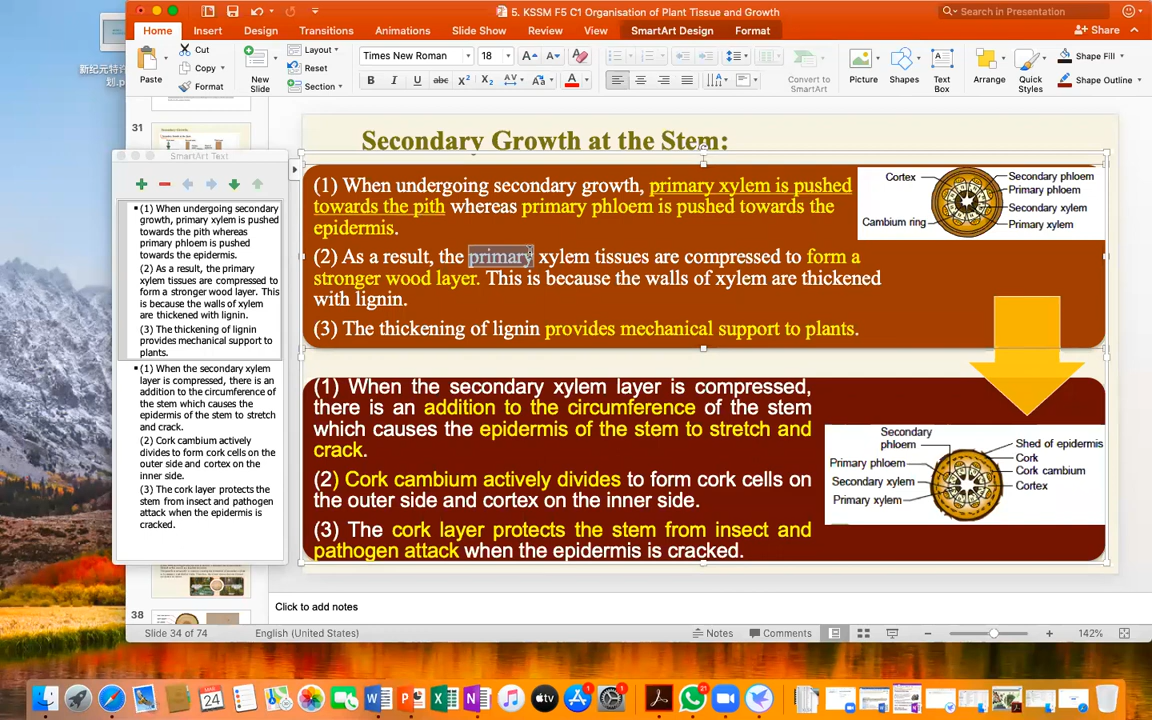 5. KSSM F5 C1 Organisation of Plant Tissue and Growth
Search in Presentation
Home Insert Design Transitions Animations Slide Show Review View SmartArt Design Format
Share
Paste
Cut
Copy
Format
New Slide
Layout
Reset
Section
Times New Roman
18
Convert to SmartArt
Picture
Shapes
Text Box
Arrange
Quick Styles
Shape Fill
Shape Outline
新纪元特许
划.p
31
SmartArt Text
(1) When undergoing secondary
growth, primary xylem is pushed
towards the pith whereas
primary phloem is pushed
towards the epidermis.
(2) As a result, the primary
xylem tissues are compressed to
form a stronger wood layer. This
is because the walls of xylem
are thickened with lignin.
(3) The thickening of lignin
provides mechanical support to
plants.
(1) When the secondary xylem
layer is compressed, there is an
addition to the circumference of
the stem which causes the
epidermis of the stem to stretch
and crack.
(2) Cork cambium actively
divides to form cork cells on the
outer side and cortex on the
inner side.
(3) The cork layer protects the
stem from insect and pathogen
attack when the epidermis is
cracked.
38
Secondary Growth at the Stem:
(1) When undergoing secondary growth, primary xylem is pushed
towards the pith whereas primary phloem is pushed towards the
epidermis.
(2) As a result, the primary xylem tissues are compressed to form a
stronger wood layer. This is because the walls of xylem are thickened
with lignin.
(3) The thickening of lignin provides mechanical support to plants.
Cortex
Cambium ring
Secondary phloem
Primary phloem
Secondary xylem
Primary xylem
(1) When the secondary xylem layer is compressed,
there is an addition to the circumference of the stem
which causes the epidermis of the stem to stretch and
crack.
(2) Cork cambium actively divides to form cork cells on
the outer side and cortex on the inner side.
(3) The cork layer protects the stem from insect and
pathogen attack when the epidermis is cracked.
Secondary
phloem
Primary phloem
Secondary xylem
Primary xylem
Shed of epidermis
Cork
Cork cambium
Cortex
Click to add notes
Slide 34 of 74
English (United States)
Notes
Comments
142%
24
21
1
1
tv